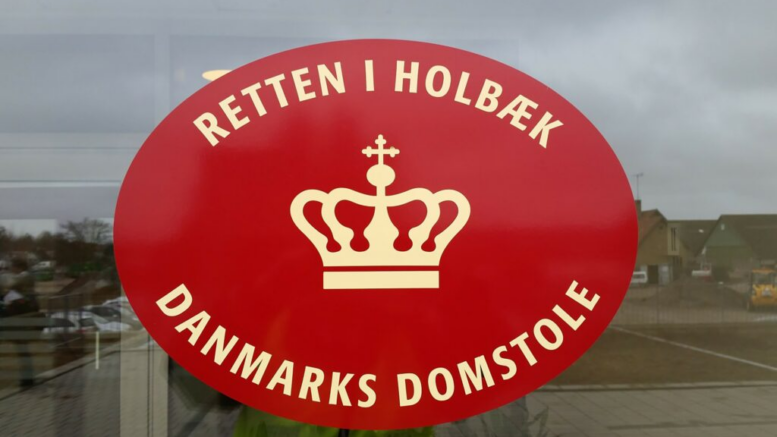 RETTEN I HOLBÆK
DANMARKS DOMSTOLE